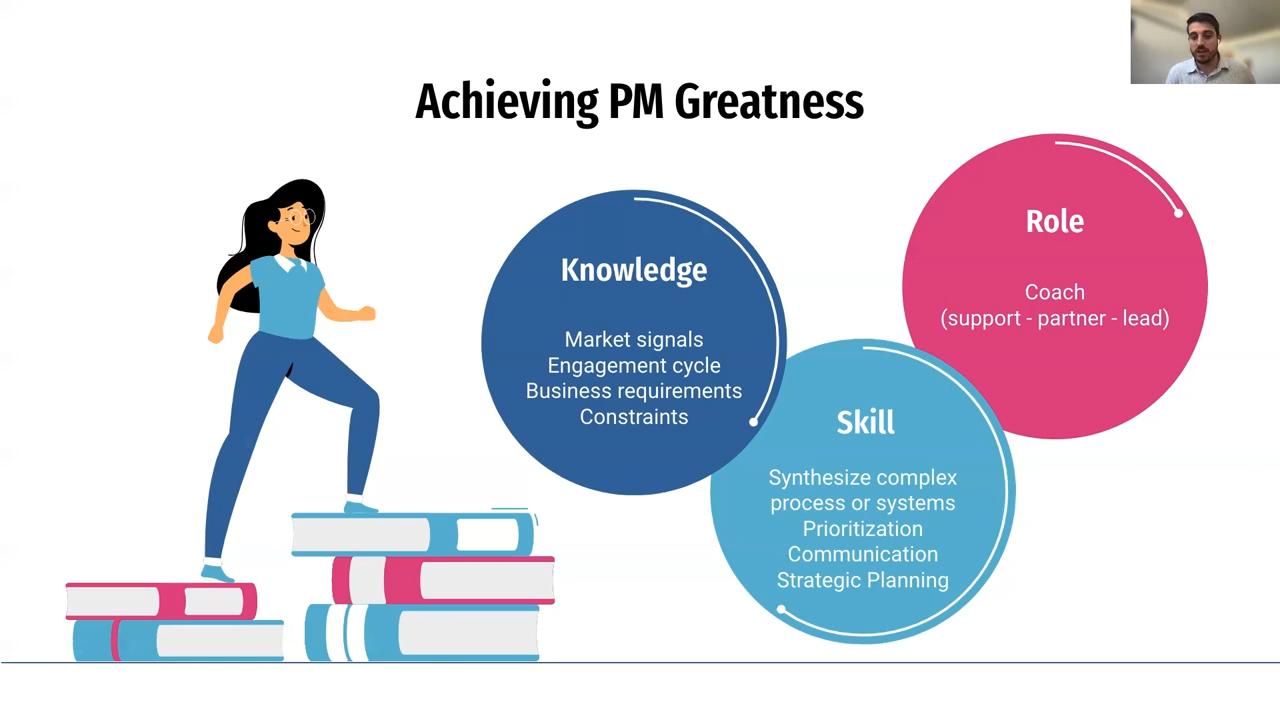 Achieving PM Greatness
Knowledge
Market signals
Engagement cycle
Business requirements
Constraints
Skill
Synthesize complex
process or systems
Prioritization
Communication
Strategic Planning
Role
Coach
(support - partner - lead)